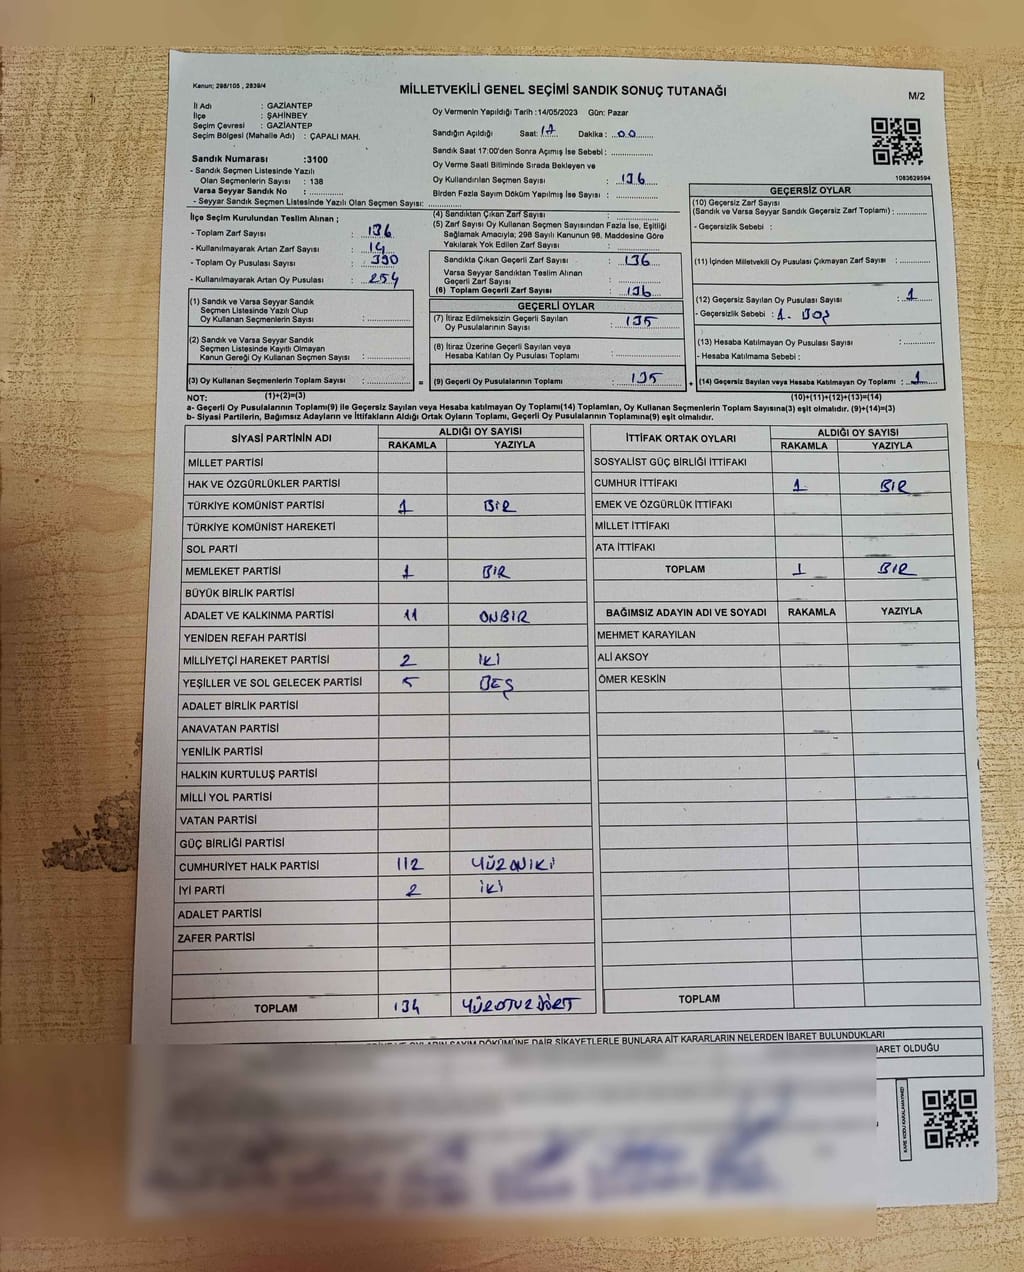 Kanun; 298/105 , 2839/4
MİLLETVEKİLİ GENEL SEÇİMİ SANDIK SONUÇ TUTANAĞI
M/2
İl Adı : GAZİANTEP
İlçe : ŞAHİNBEY
Seçim Çevresi : GAZİANTEP
Seçim Bölgesi (Mahalle Adı) : ÇAPALI MAH.
Oy Vermenin Yapıldığı Tarih :14/05/2023 Gün: Pazar
Sandığın Açıldığı Saat: 17 Dakika : 00
Sandık Saat 17:00'den Sonra Açımış İse Sebebi :
Oy Verme Saati Bitiminde Sırada Bekleyen ve
Oy Kullandırılan Seçmen Sayısı : 136
Birden Fazla Sayım Döküm Yapılmış İse Sayısı :
1083629594
Sandık Numarası :3100
- Sandık Seçmen Listesinde Yazılı
Olan Seçmenlerin Sayısı : 138
Varsa Seyyar Sandık No :
- Seyyar Sandık Seçmen Listesinde Yazılı Olan Seçmen Sayısı:
İlçe Seçim Kurulundan Teslim Alınan ;
- Toplam Zarf Sayısı : 136
- Kullanılmayarak Artan Zarf Sayısı : 14
- Toplam Oy Pusulası Sayısı : 390
- Kullanılmayarak Artan Oy Pusulası : 254
(1) Sandık ve Varsa Seyyar Sandık
Seçmen Listesinde Yazılı Olup
Oy Kullanan Seçmenlerin Sayısı :
(2) Sandık ve Varsa Seyyar Sandık
Seçmen Listesinde Kayıtlı Olmayan
Kanun Gereği Oy Kullanan Seçmen Sayısı :
(3) Oy Kullanan Seçmenlerin Toplam Sayısı : =
(4) Sandıktan Çıkan Zarf Sayısı :
(5) Zarf Sayısı Oy Kullanan Seçmen Sayısından Fazla İse, Eşitliği
Sağlamak Amacıyla; 298 Sayılı Kanunun 98. Maddesine Göre
Yakılarak Yok Edilen Zarf Sayısı :
Sandıkta Çıkan Geçerli Zarf Sayısı : 136
Varsa Seyyar Sandıktan Teslim Alınan
Geçerli Zarf Sayısı :
(6) Toplam Geçerli Zarf Sayısı : 136
GEÇERLİ OYLAR
(7) İtiraz Edilmeksizin Geçerli Sayılan
Oy Pusulalarının Sayısı : 135
(8) İtiraz Üzerine Geçerli Sayılan veya
Hesaba Katılan Oy Pusulası Toplamı :
(9) Geçerli Oy Pusulalarının Toplamı : 135 +
GEÇERSİZ OYLAR
(10) Geçersiz Zarf Sayısı
(Sandık ve Varsa Seyyar Sandık Geçersiz Zarf Toplamı) :
- Geçersizlik Sebebi :
(11) İçinden Milletvekili Oy Pusulası Çıkmayan Zarf Sayısı :
(12) Geçersiz Sayılan Oy Pusulası Sayısı : 1
- Geçersizlik Sebebi : 1. BOŞ
(13) Hesaba Katılmayan Oy Pusulası Sayısı :
- Hesaba Katılmama Sebebi :
(14) Geçersiz Sayılan veya Hesaba Katılmayan Oy Toplamı : 1
NOT: (1)+(2)=(3) (10)+(11)+(12)+(13)=(14)
a- Geçerli Oy Pusulalarının Toplamı(9) ile Geçersiz Sayılan veya Hesaba katılmayan Oy Toplamı(14) Toplamları, Oy Kullanan Seçmenlerin Toplam Sayısına(3) eşit olmalıdır. (9)+(14)=(3)
b- Siyasi Partilerin, Bağımsız Adayların ve İttifakların Aldığı Ortak Oyların Toplamı, Geçerli Oy Pusulalarının Toplamına(9) eşit olmalıdır.
SİYASİ PARTİNİN ADI ALDIĞI OY SAYISI
RAKAMLA YAZIYLA
MİLLET PARTİSİ
HAK VE ÖZGÜRLÜKLER PARTİSİ
TÜRKİYE KOMÜNİST PARTİSİ 1 BİR
TÜRKİYE KOMÜNİST HAREKETİ
SOL PARTİ
MEMLEKET PARTİSİ 1 BIR
BÜYÜK BİRLİK PARTİSİ
ADALET VE KALKINMA PARTİSİ 11 ONBIR
YENİDEN REFAH PARTİSİ
MİLLİYETÇİ HAREKET PARTİSİ 2 İKİ
YEŞİLLER VE SOL GELECEK PARTİSİ 5 BEŞ
ADALET BİRLİK PARTİSİ
ANAVATAN PARTİSİ
YENİLİK PARTİSİ
HALKIN KURTULUŞ PARTİSİ
MİLLİ YOL PARTİSİ
VATAN PARTİSİ
GÜÇ BİRLİĞİ PARTİSİ
CUMHURİYET HALK PARTİSİ 112 YÜZONİKİ
İYİ PARTİ 2 İKİ
ADALET PARTİSİ
ZAFER PARTİSİ
TOPLAM 134 YÜZOTUZDÖRT
İTTİFAK ORTAK OYLARI ALDIĞI OY SAYISI
RAKAMLA YAZIYLA
SOSYALİST GÜÇ BİRLİĞİ İTTİFAKI
CUMHUR İTTİFAKI 1 BIR
EMEK VE ÖZGÜRLÜK İTTİFAKI
MİLLET İTTİFAKI
ATA İTTİFAKI
TOPLAM 1 BIR
BAĞIMSIZ ADAYIN ADI VE SOYADI RAKAMLA YAZIYLA
MEHMET KARAYILAN
ALİ AKSOY
ÖMER KESKİN
TOPLAM
DÖKÜMÜNE DAİR ŞİKAYETLERLE BUNLARA AİT KARARLARIN NELERDEN İBARET BULUNDUKLARI
OLDUĞU